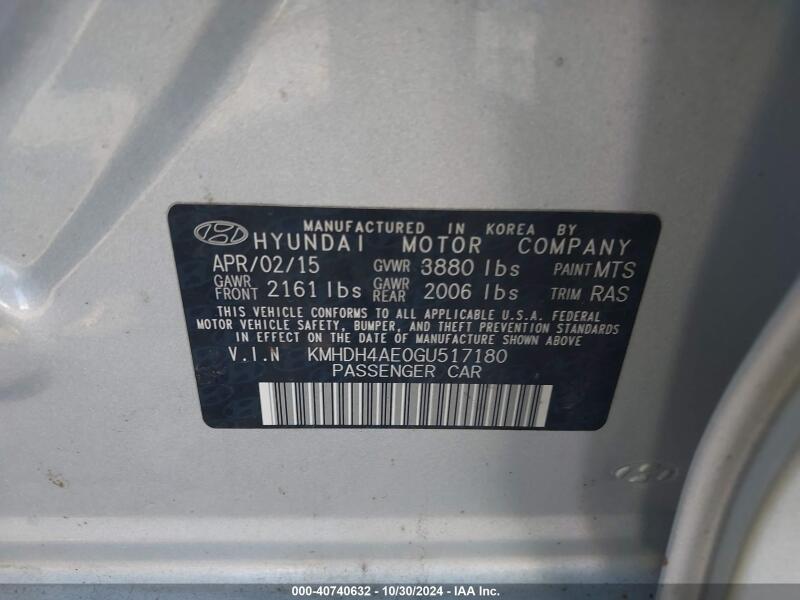 MANUFACTURED IN KOREA BY
HYUNDAI MOTOR COMPANY
APR/02/15 GVWR 3880 lbs PAINT MTS
GAWR FRONT 2161 lbs GAWR REAR 2006 lbs TRIM RAS
THIS VEHICLE CONFORMS TO ALL APPLICABLE U.S.A. FEDERAL
MOTOR VEHICLE SAFETY, BUMPER, AND THEFT PREVENTION STANDARDS
IN EFFECT ON THE DATE OF MANUFACTURE SHOWN ABOVE
V.I.N KMHDH4AE0GU517180
PASSENGER CAR
000-40740632 - 10/30/2024 - IAA Inc.